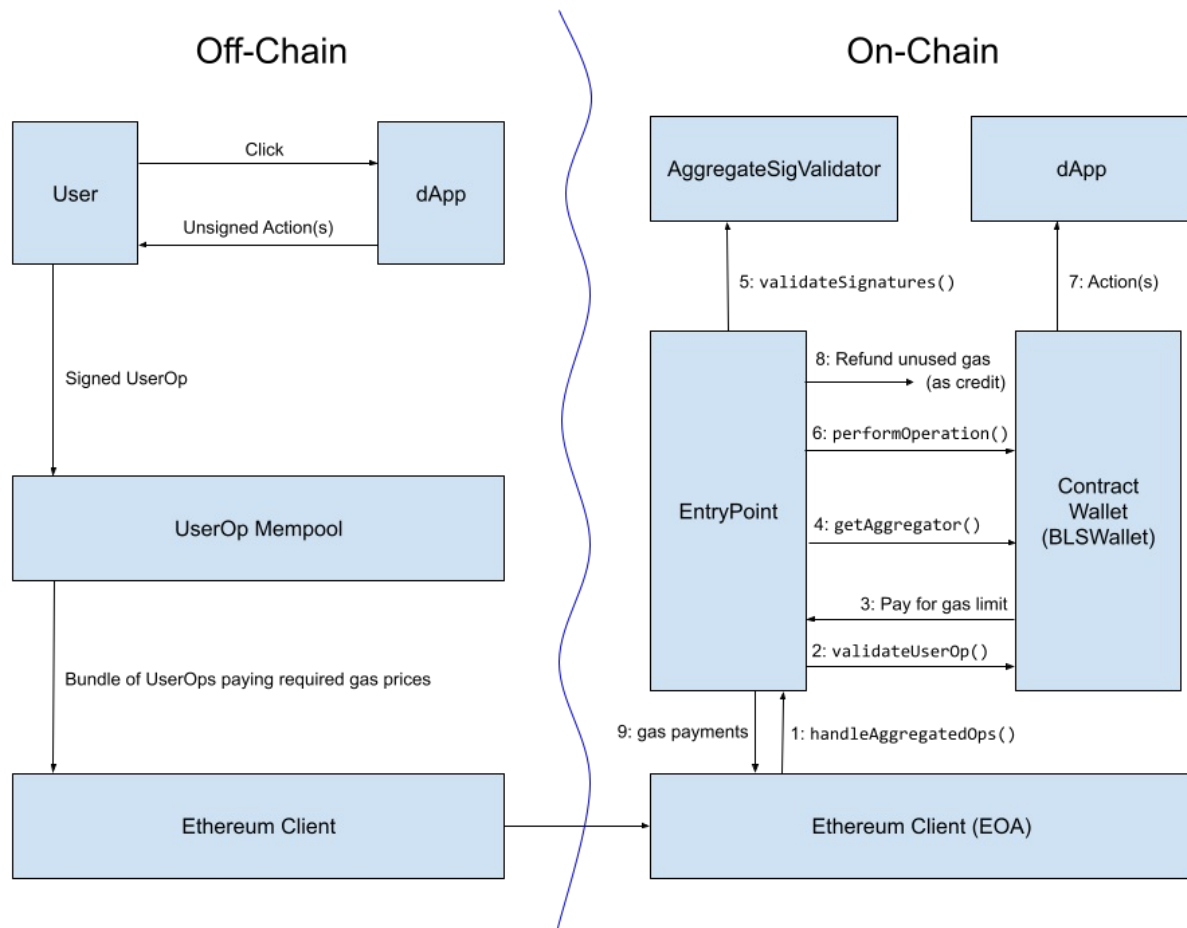 Off-Chain
On-Chain
User
Click
dApp
Unsigned Action(s)
Signed UserOp
UserOp Mempool
Bundle of UserOps paying required gas prices
Ethereum Client
AggregateSigValidator
dApp
5: validateSignatures()
7: Action(s)
EntryPoint
8: Refund unused gas
(as credit)
6: performOperation()
4: getAggregator()
3: Pay for gas limit
2: validateUserOp()
Contract
Wallet
(BLSWallet)
9: gas payments
1: handleAggregatedOps()
Ethereum Client (EOA)